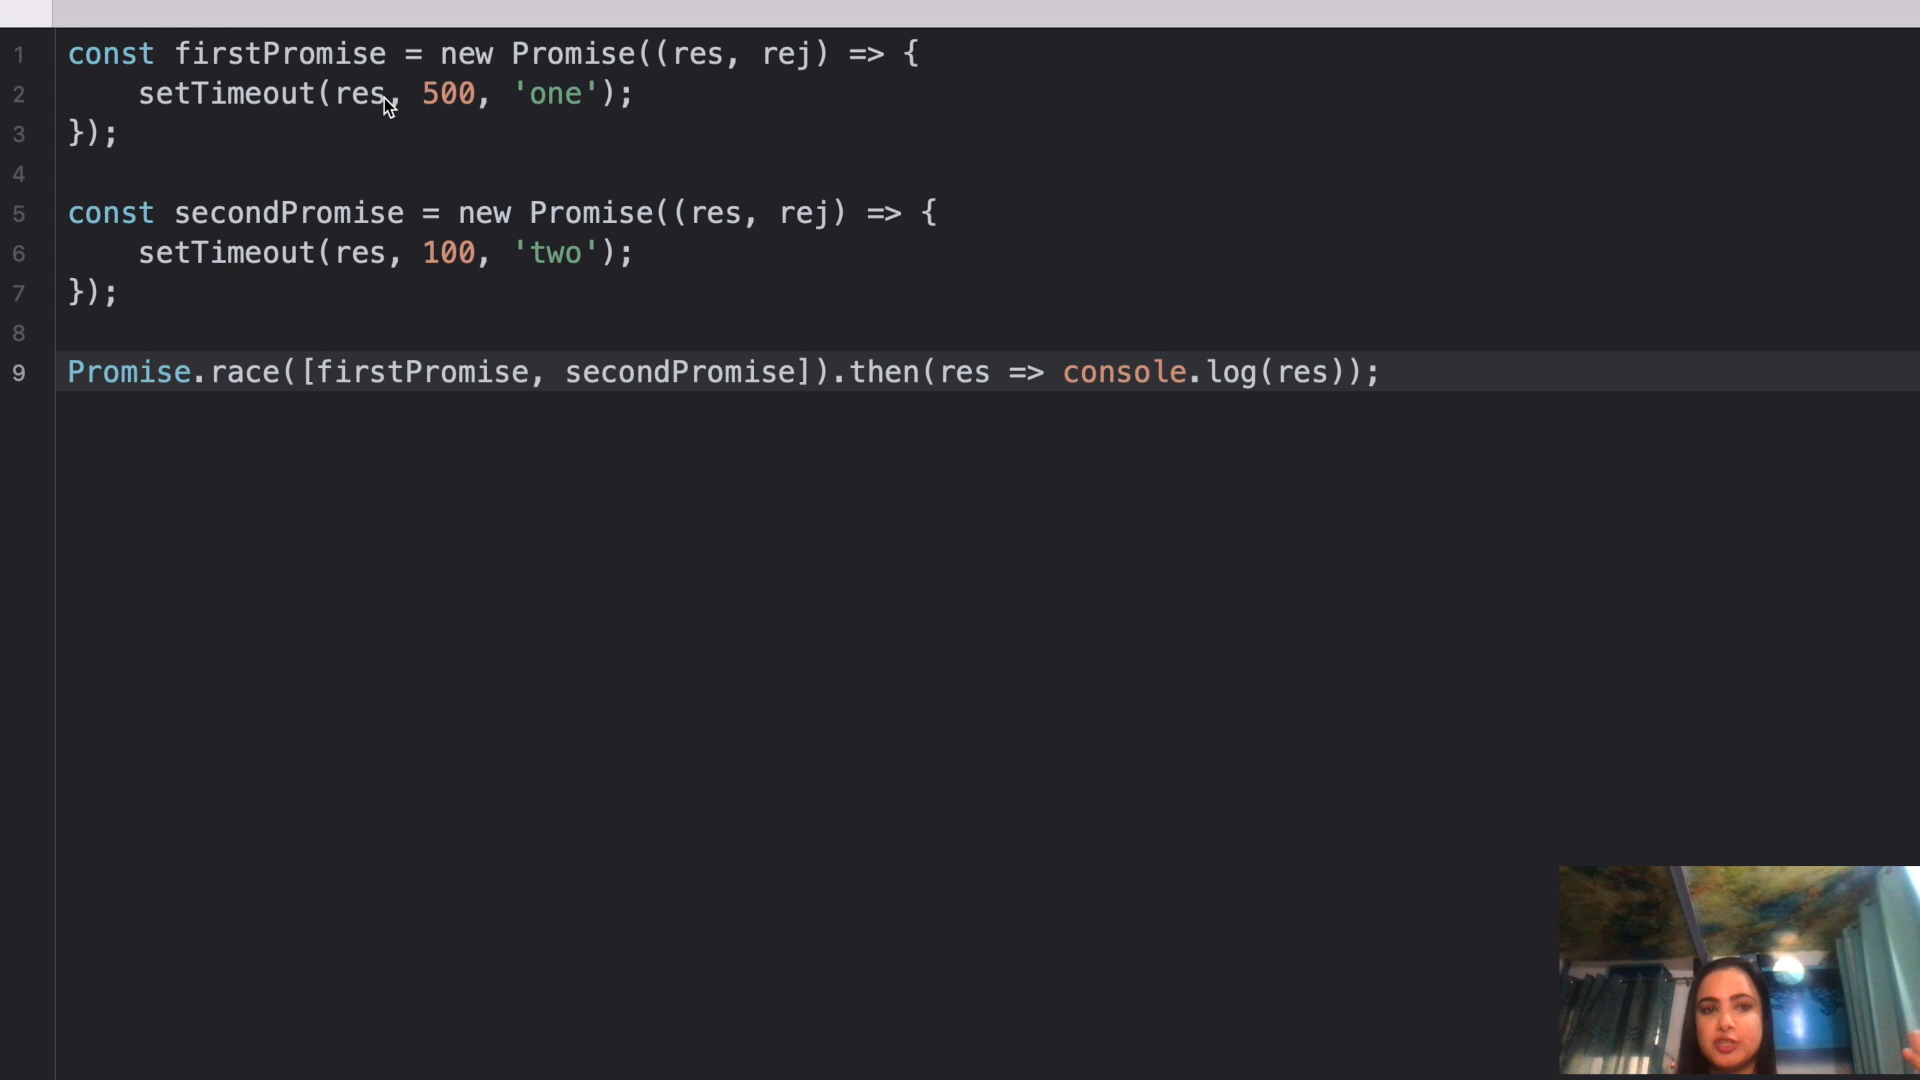 1 const firstPromise = new Promise((res, rej) => {
2     setTimeout(res, 500, 'one');
3 });
4
5 const secondPromise = new Promise((res, rej) => {
6     setTimeout(res, 100, 'two');
7 });
8
9 Promise.race([firstPromise, secondPromise]).then(res => console.log(res));